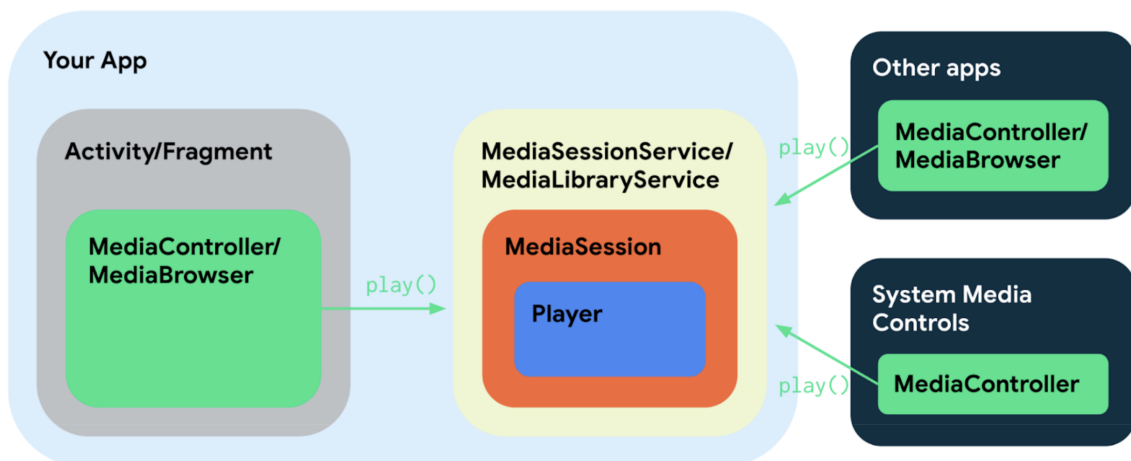 Your App
Activity/Fragment
MediaController/
MediaBrowser
play()
MediaSessionService/
MediaLibraryService
MediaSession
Player
Other apps
MediaController/
MediaBrowser
play()
System Media
Controls
MediaController
play()